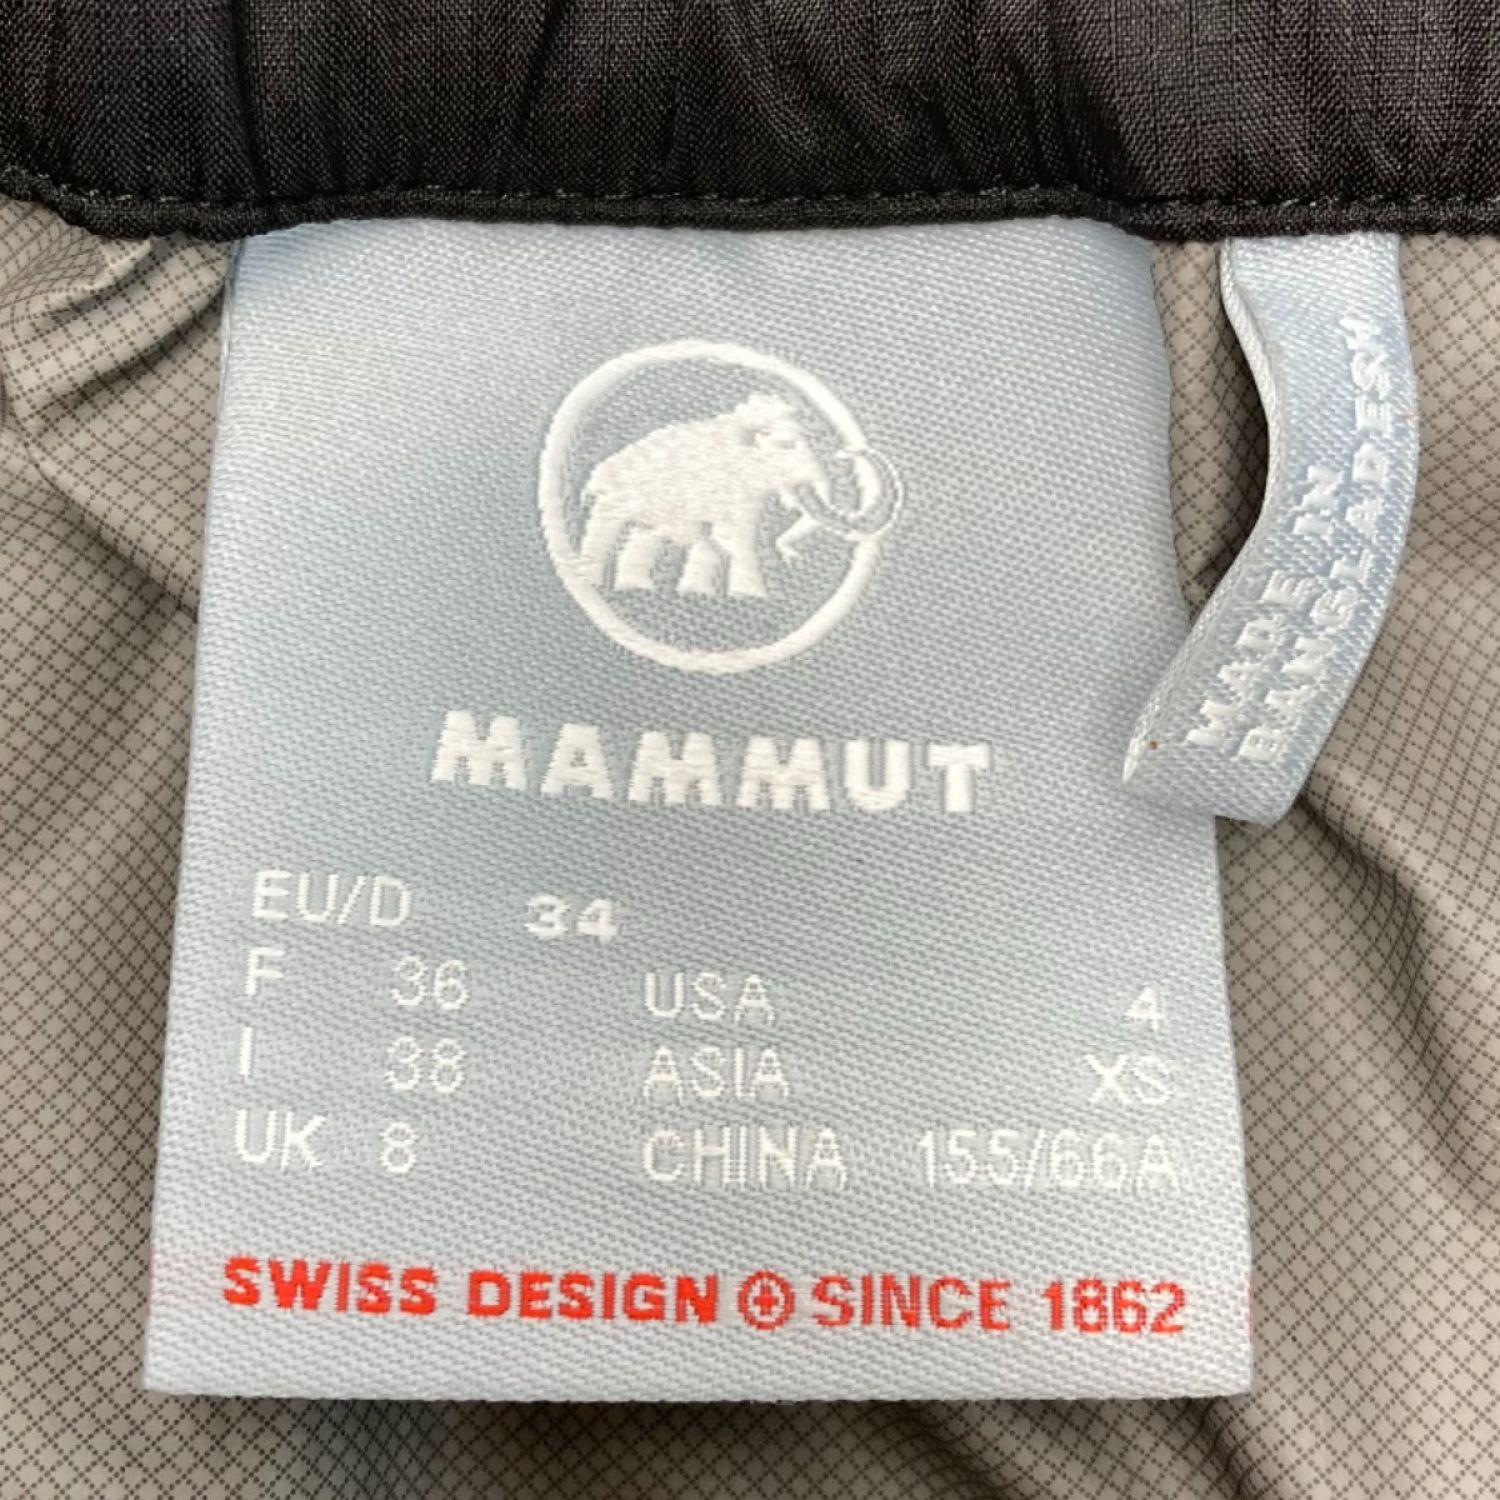 MAMMUT
EU/D 34
F 36 USA 4
I 38 ASIA XS
UK 8 CHINA 155/66A
SWISS DESIGN SINCE 1862
MADE IN
BANGLADESH